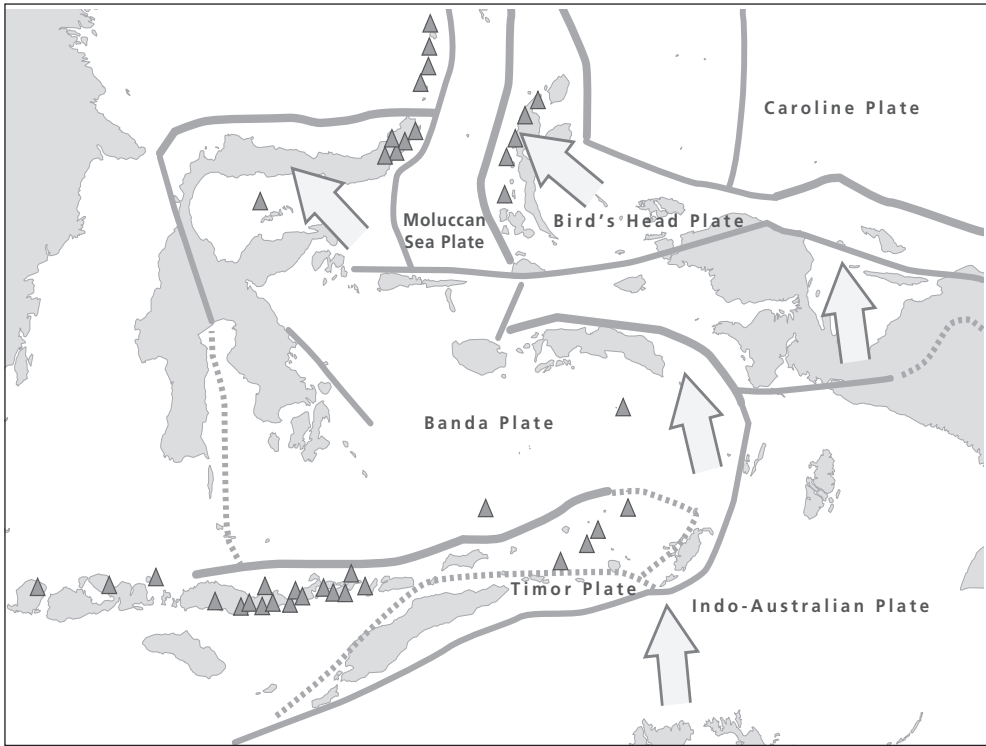 Caroline Plate
Moluccan
Sea Plate
Bird's Head Plate
Banda Plate
Timor Plate
Indo-Australian Plate